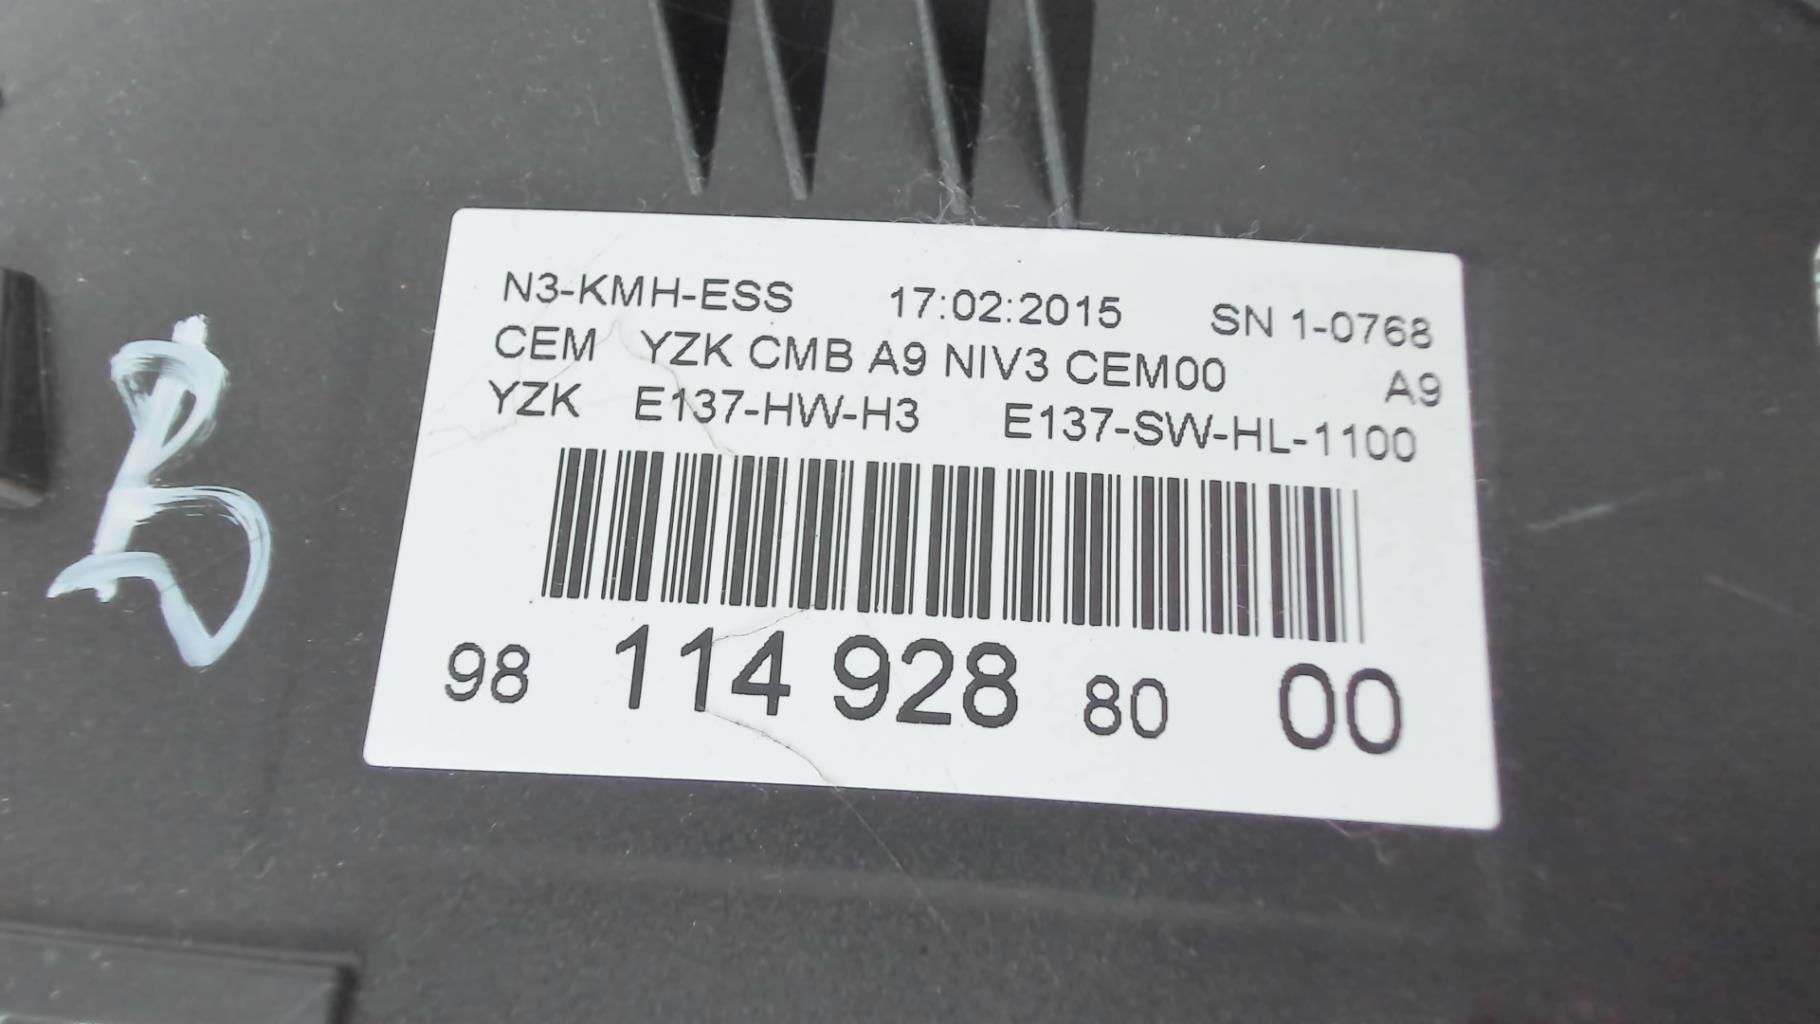 N3-KMH-ESS 17:02:2015 SN 1-0768
CEM YZK CMB A9 NIV3 CEM00 A9
YZK E137-HW-H3 E137-SW-HL-1100
98 114 928 80 00